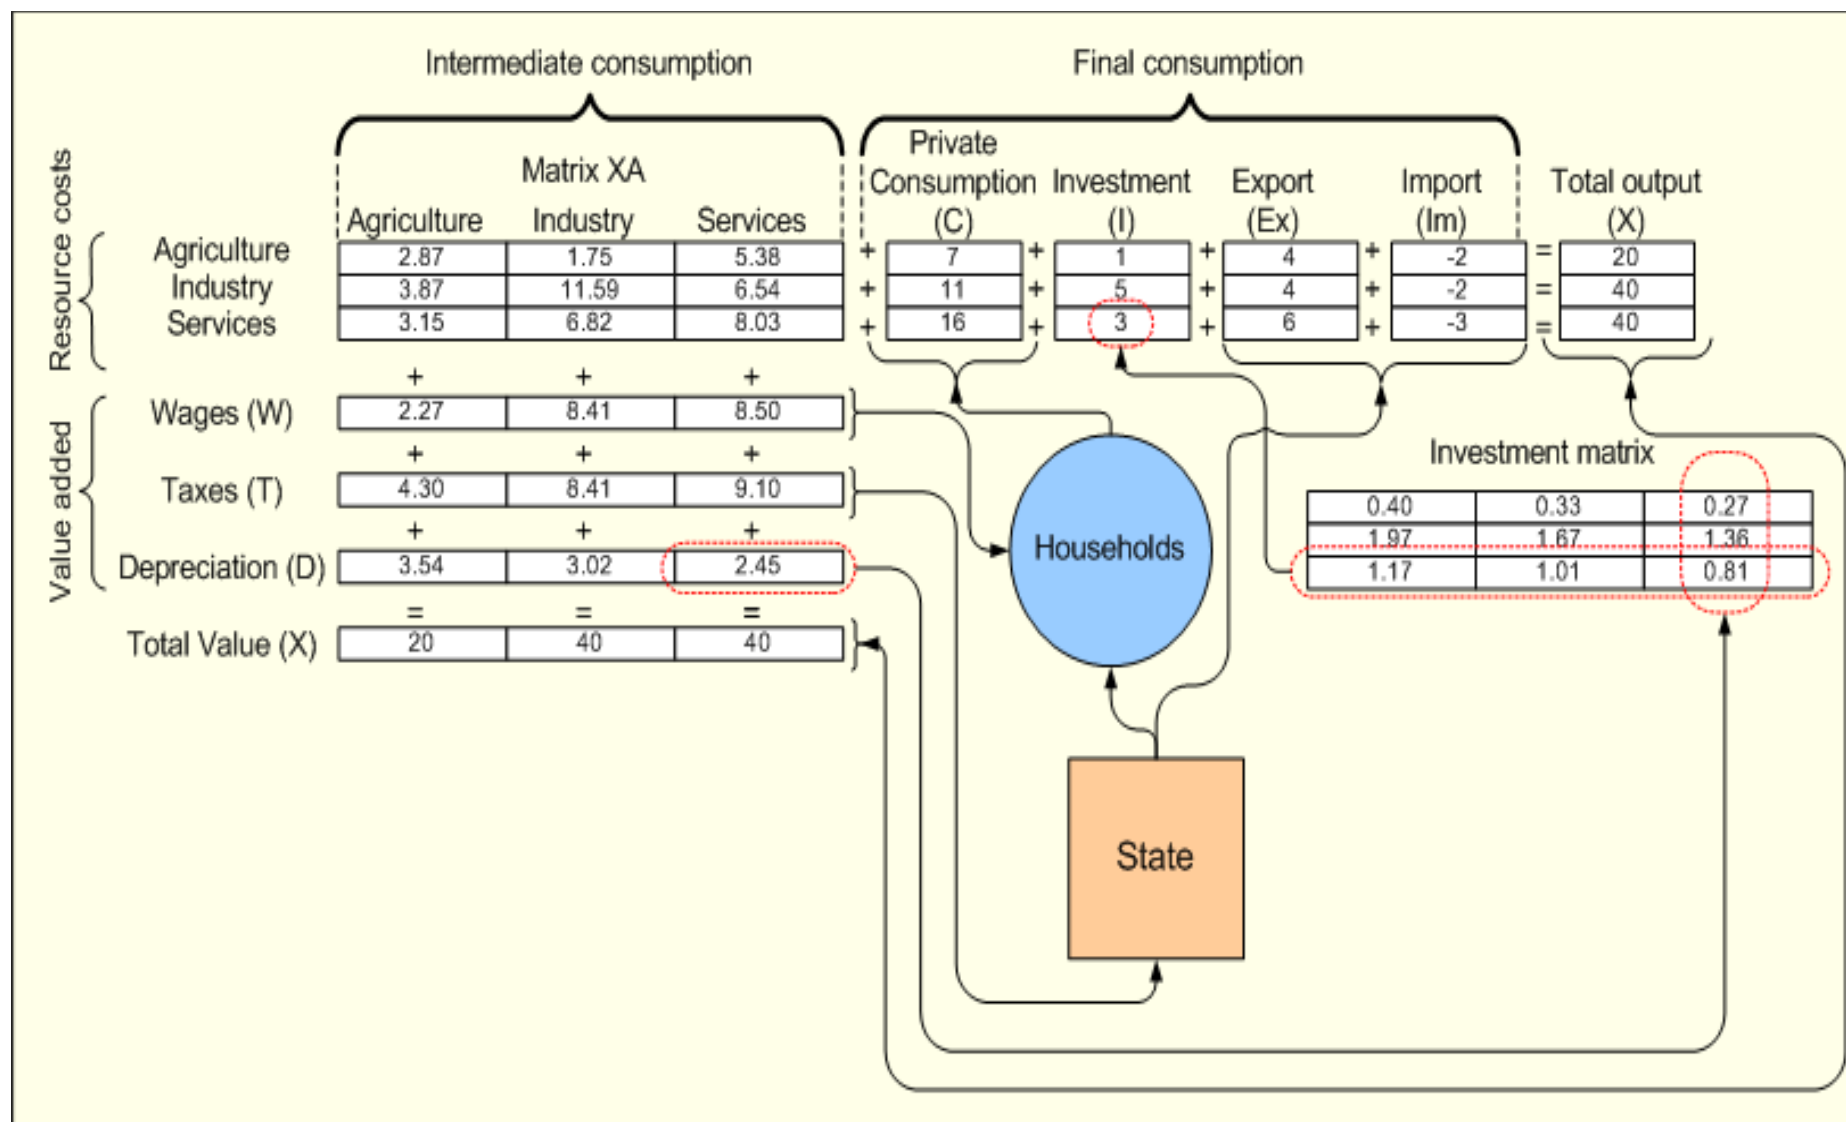 Intermediate consumption Final consumption
Private
Matrix XA Consumption Investment Export Import Total output
Agriculture Industry Services (C) (I) (Ex) (Im) (X)
Resource costs
Agriculture 2.87 1.75 5.38 + 7 + 1 + 4 + -2 = 20
Industry 3.87 11.59 6.54 + 11 + 5 + 4 + -2 = 40
Services 3.15 6.82 8.03 + 16 + 3 + 6 + -3 = 40
+ + +
Value added
Wages (W) 2.27 8.41 8.50
+ + +
Taxes (T) 4.30 8.41 9.10
+ + +
Depreciation (D) 3.54 3.02 2.45
= = =
Total Value (X) 20 40 40
Investment matrix
0.40 0.33 0.27
1.97 1.67 1.36
1.17 1.01 0.81
Households
State